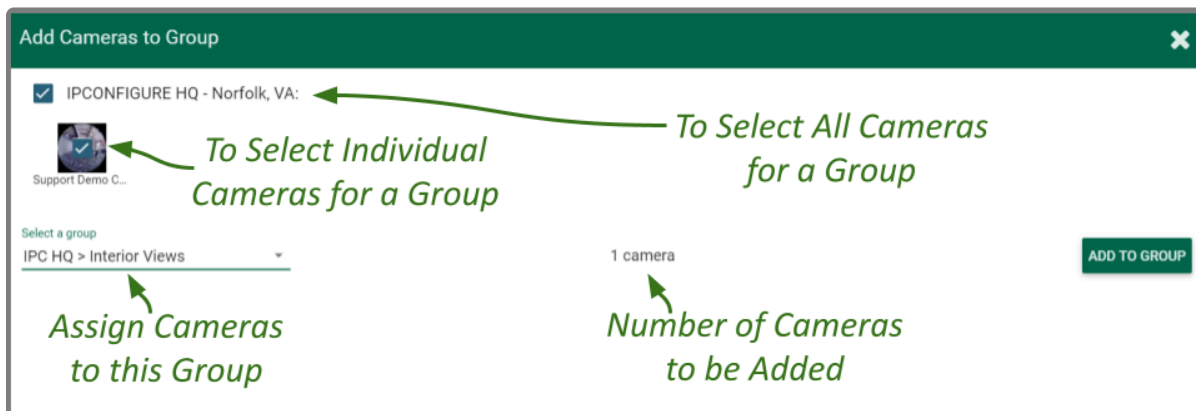 Add Cameras to Group
IPCONFIGURE HQ - Norfolk, VA:
To Select All Cameras
for a Group
To Select Individual
Cameras for a Group
Support Demo C...
Select a group
IPC HQ > Interior Views
1 camera
ADD TO GROUP
Assign Cameras
to this Group
Number of Cameras
to be Added